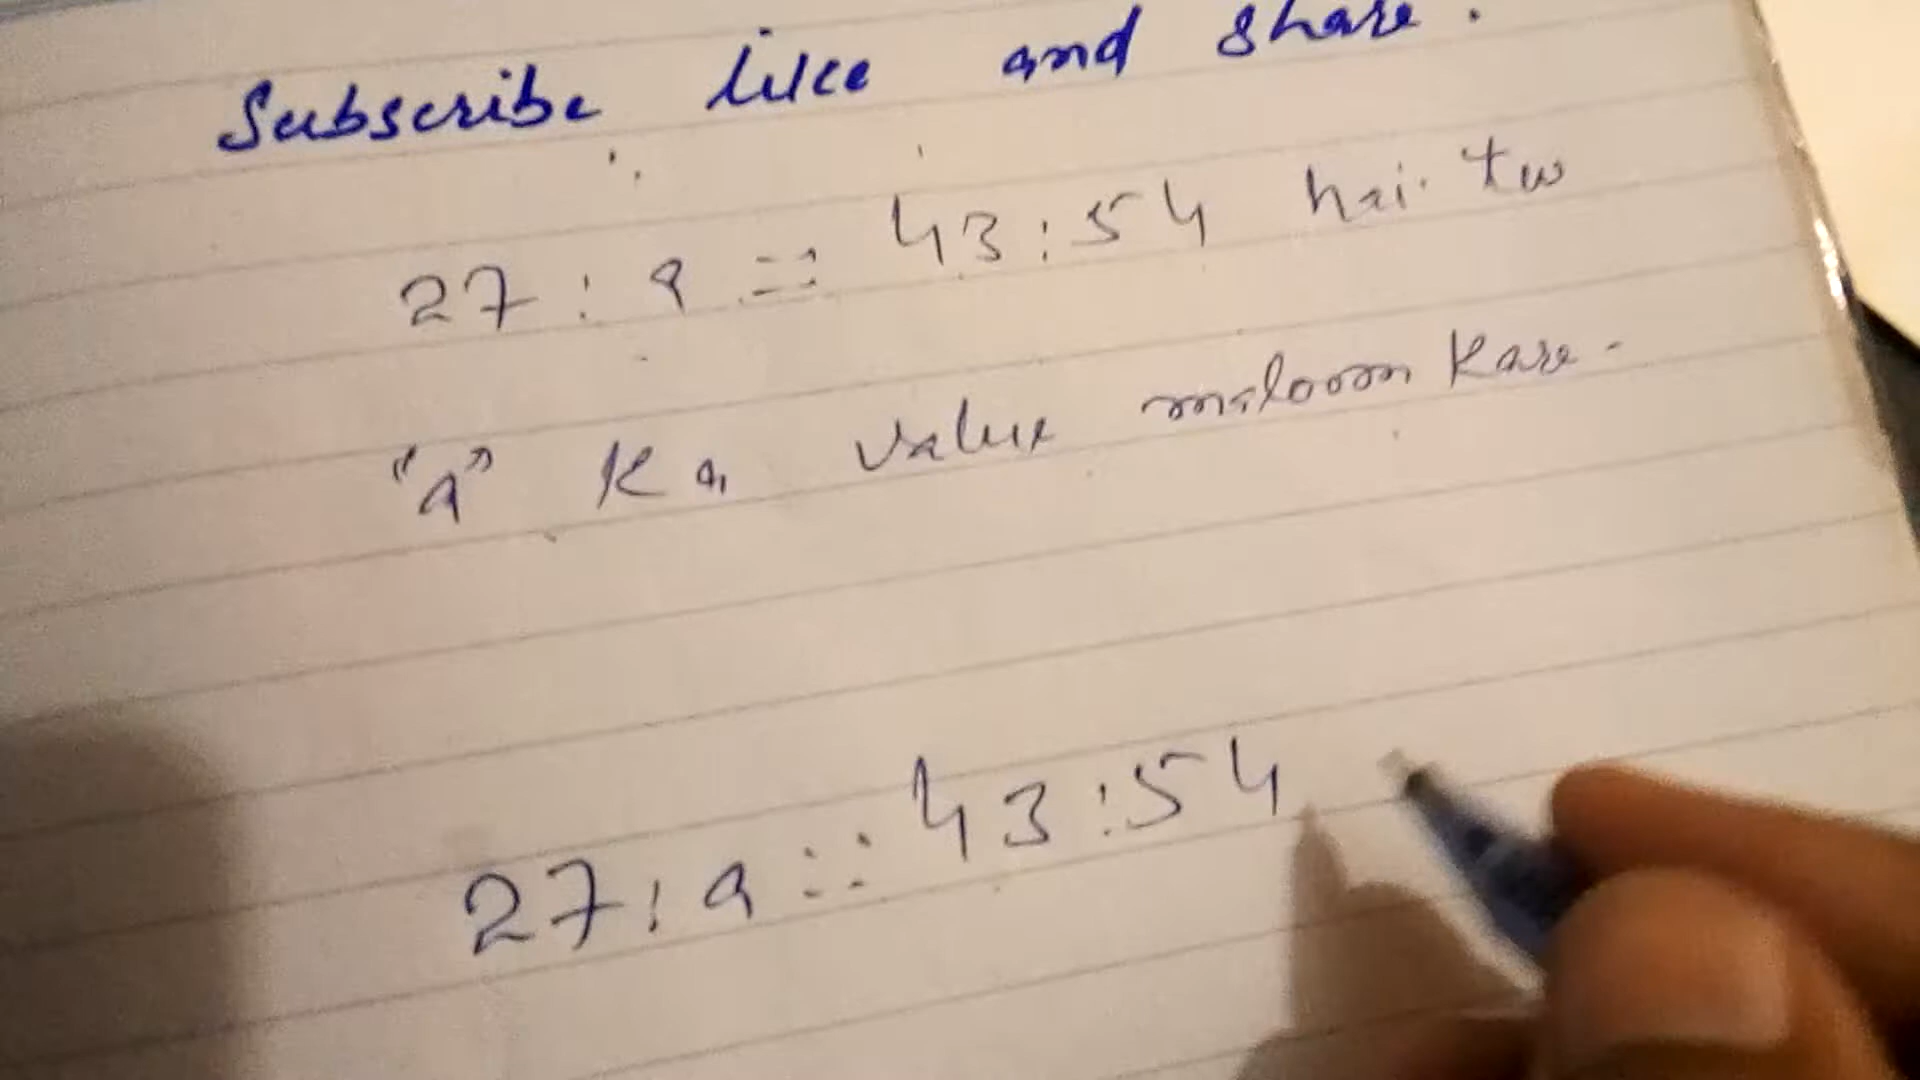 Subscribe like and share.
27 : a :: 43 : 54 hai. tw
"a" Ka value maloom Kare.
27 : a :: 43 : 54